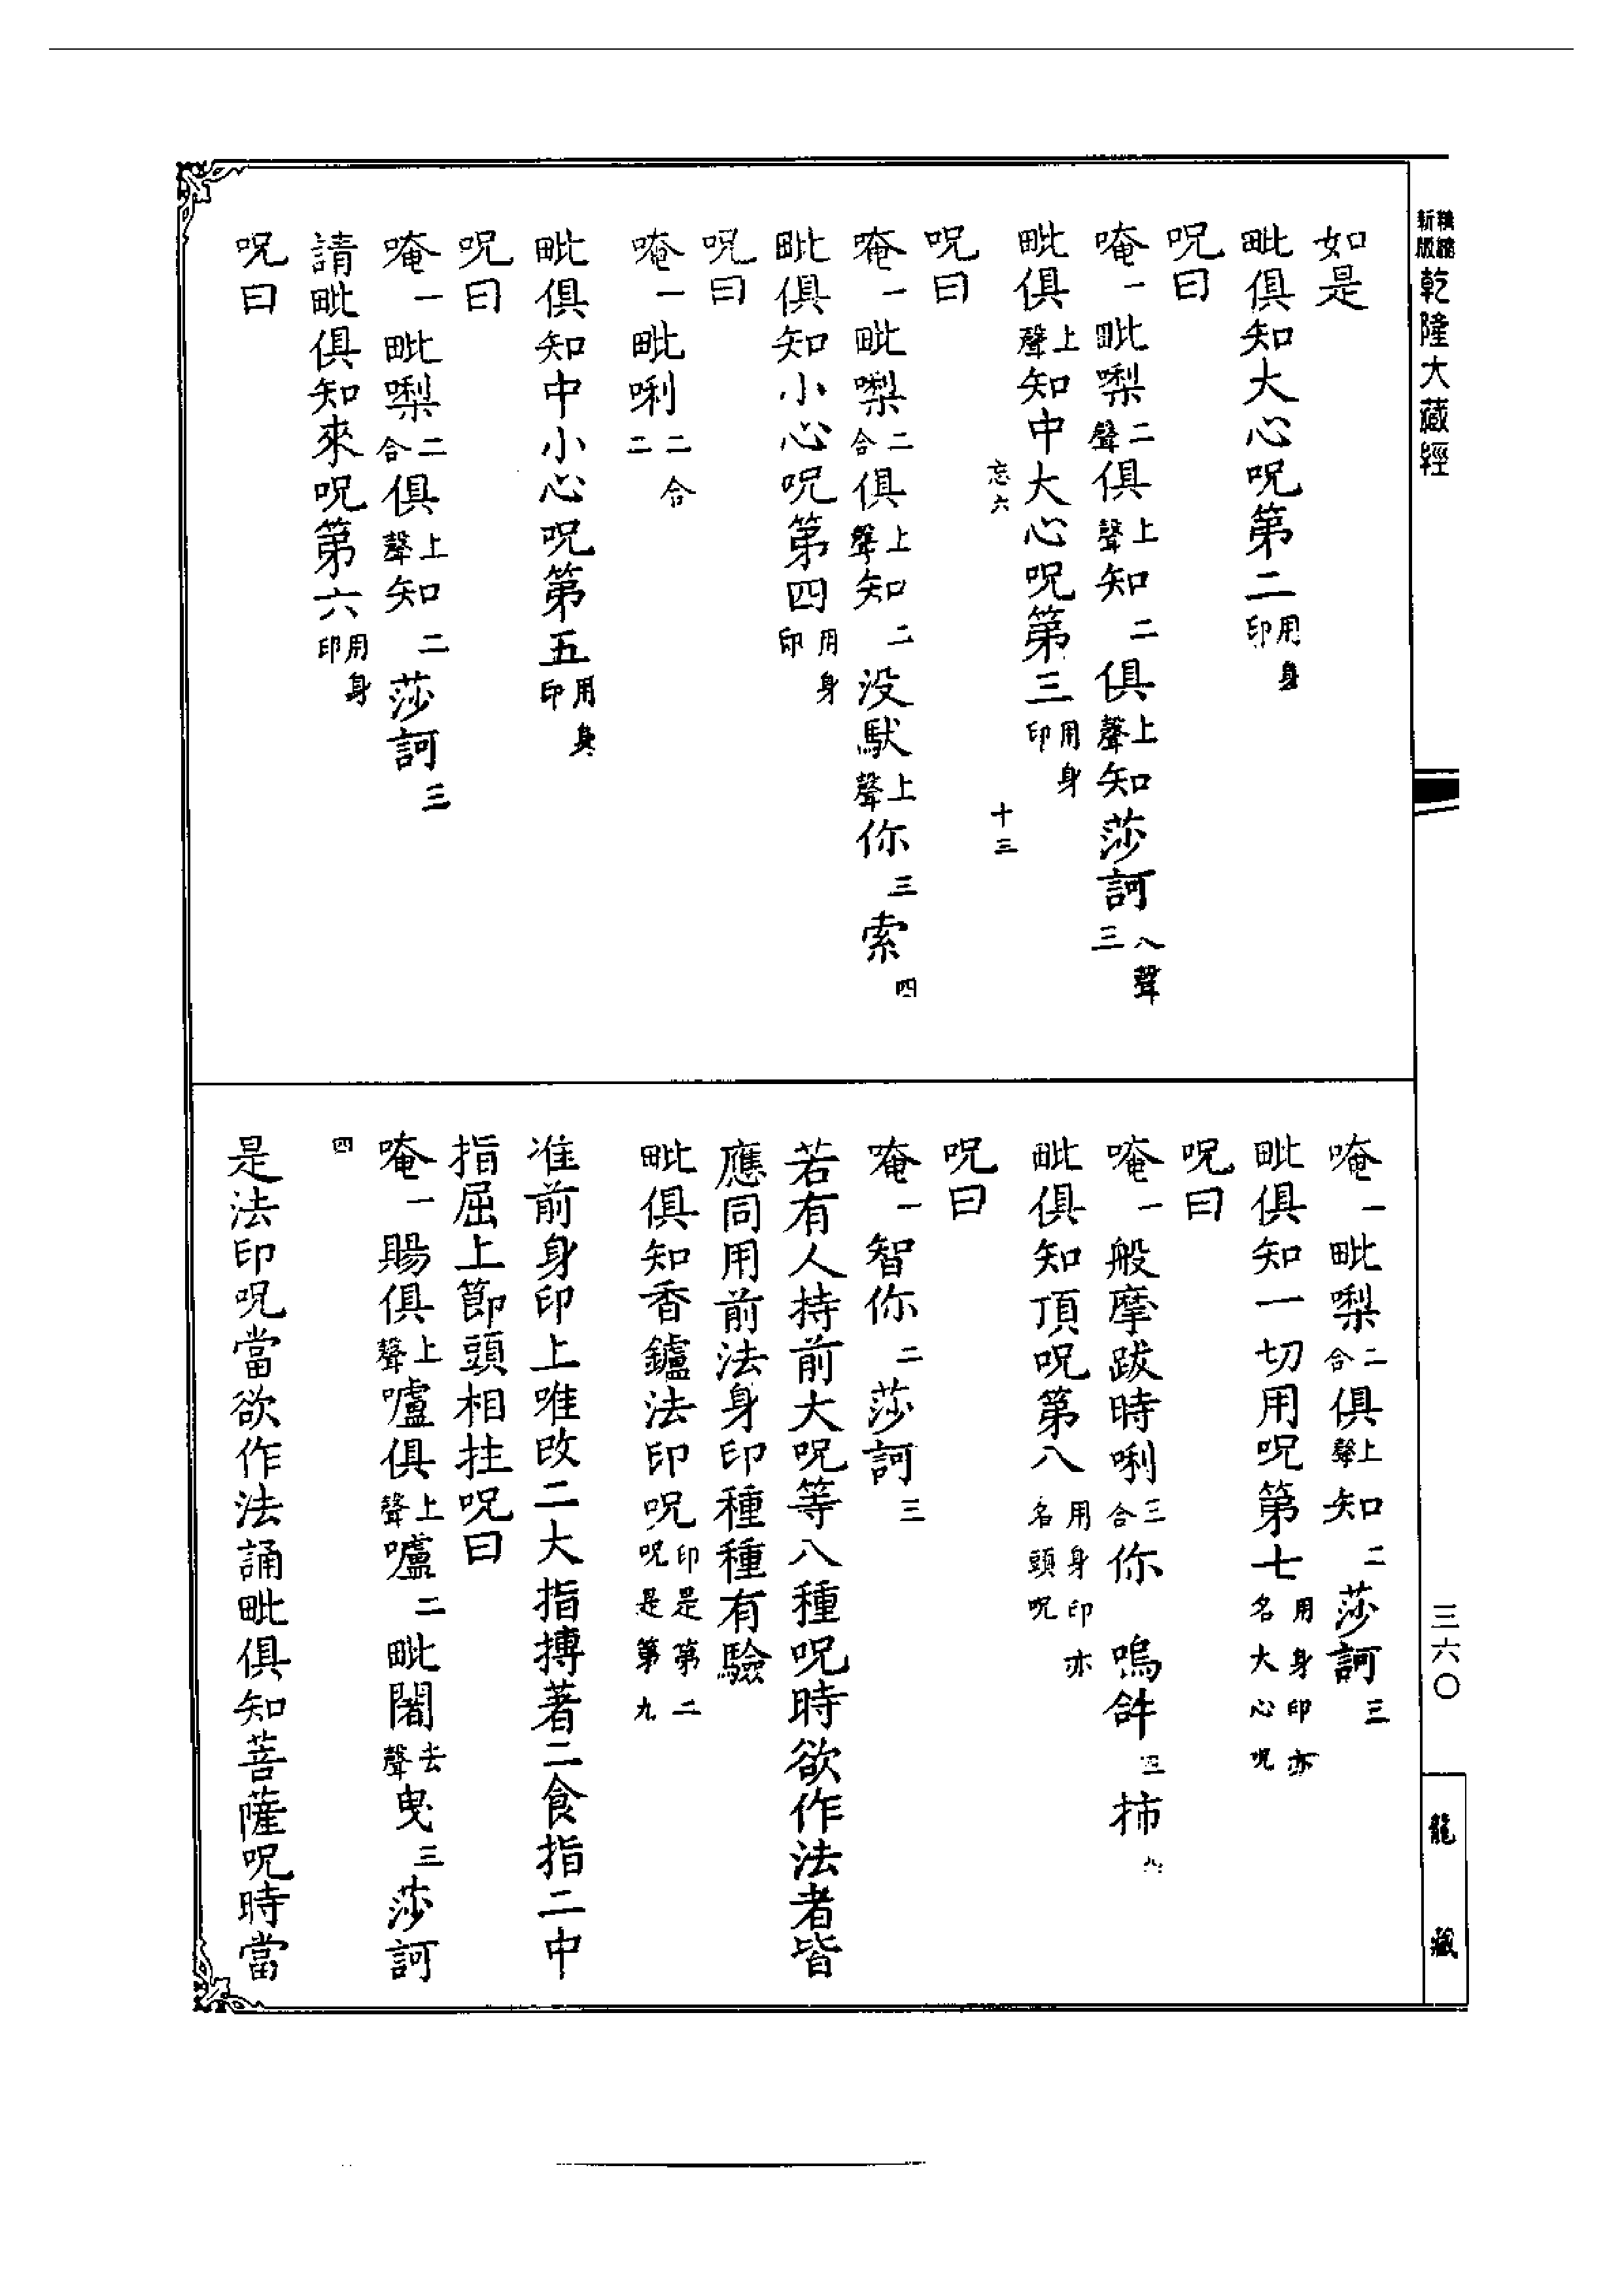 新版精縮乾隆大藏經
如是
毗俱知大心呪第二用身印
呪曰
唵一毗㗚二聲俱上聲知二俱上聲知莎訶八聲三
毗俱上聲知中大心呪第三用身印
忘六 十三
呪曰
唵一毗㗚二合俱上聲知二没馱上聲你三索四
毗俱知小心呪第四用身印
呪曰
唵一毗唎二合二
毗俱知中小心呪第五用身印
呪曰
唵一毗㗚二合俱上聲知二莎訶三
請毗俱知來呪第六用身印
呪曰
唵一毗㗚二合俱上聲知二莎訶三
毗俱知一切用呪第七用身印亦名大心呪
呪曰
唵一般摩跋時唎三合你嗚𤙖四柿
毗俱知頂呪第八用身印亦名頭呪
呪曰
唵一智你二莎訶三
若有人持前大呪等八種呪時欲作法者皆
應同用前法身印種種有驗
毗俱知香鑪法印呪印是第二呪是第九
准前身印上唯改二大指搏著二食指二中
指屈上節頭相拄呪曰
唵一賜俱上聲嚧俱上聲嚧二毗闍去聲曳三莎訶
四
是法印呪當欲作法誦毗俱知菩薩呪時當
三六〇
龍藏